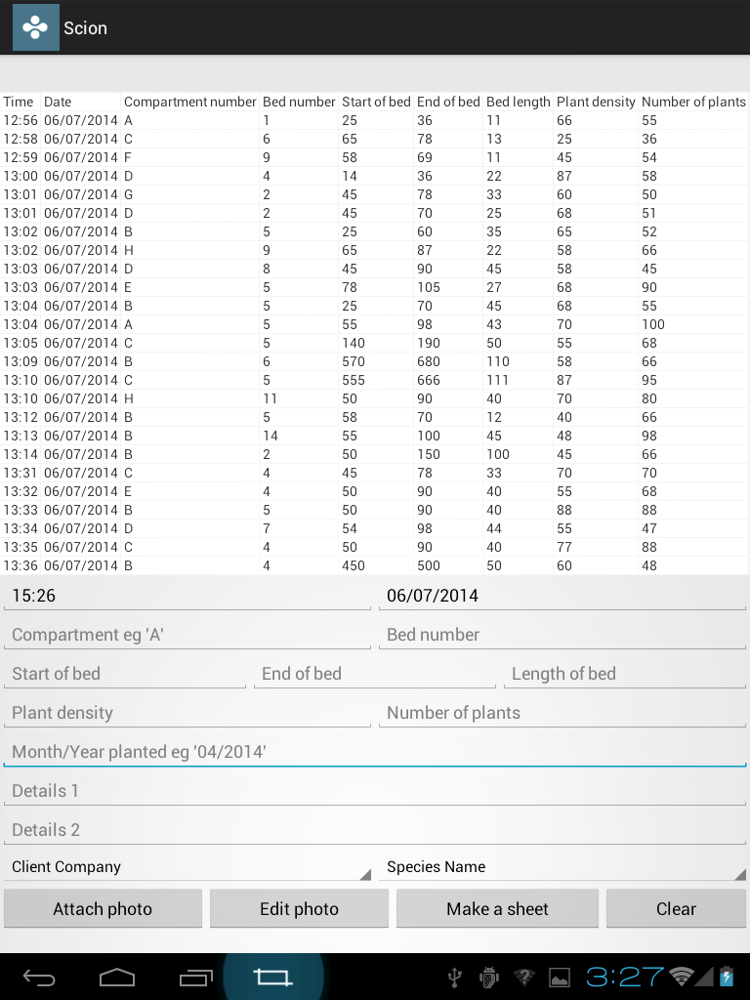 Scion
Time Date Compartment number Bed number Start of bed End of bed Bed length Plant density Number of plants
12:56 06/07/2014 A 1 25 36 11 66 55
12:58 06/07/2014 C 6 65 78 13 25 36
12:59 06/07/2014 F 9 58 69 11 45 54
13:00 06/07/2014 D 4 14 36 22 87 58
13:01 06/07/2014 G 2 45 78 33 60 50
13:01 06/07/2014 D 2 45 70 25 68 51
13:02 06/07/2014 B 5 25 60 35 65 52
13:02 06/07/2014 H 9 65 87 22 58 66
13:03 06/07/2014 D 8 45 90 45 58 45
13:03 06/07/2014 E 5 78 105 27 68 90
13:04 06/07/2014 B 5 25 70 45 68 55
13:04 06/07/2014 A 5 55 98 43 70 100
13:05 06/07/2014 C 5 140 190 50 55 68
13:09 06/07/2014 B 6 570 680 110 58 66
13:10 06/07/2014 C 5 555 666 111 87 95
13:10 06/07/2014 H 11 50 90 40 70 80
13:12 06/07/2014 B 5 58 70 12 40 66
13:13 06/07/2014 B 14 55 100 45 48 98
13:14 06/07/2014 B 2 50 150 100 45 66
13:31 06/07/2014 C 4 45 78 33 70 70
13:32 06/07/2014 E 4 50 90 40 55 68
13:33 06/07/2014 B 5 50 90 40 88 88
13:34 06/07/2014 D 7 54 98 44 55 47
13:35 06/07/2014 C 4 50 90 40 77 88
13:36 06/07/2014 B 4 450 500 50 60 48
15:26 06/07/2014
Compartment eg 'A' Bed number
Start of bed End of bed Length of bed
Plant density Number of plants
Month/Year planted eg '04/2014'
Details 1
Details 2
Client Company Species Name
Attach photo Edit photo Make a sheet Clear
3:27